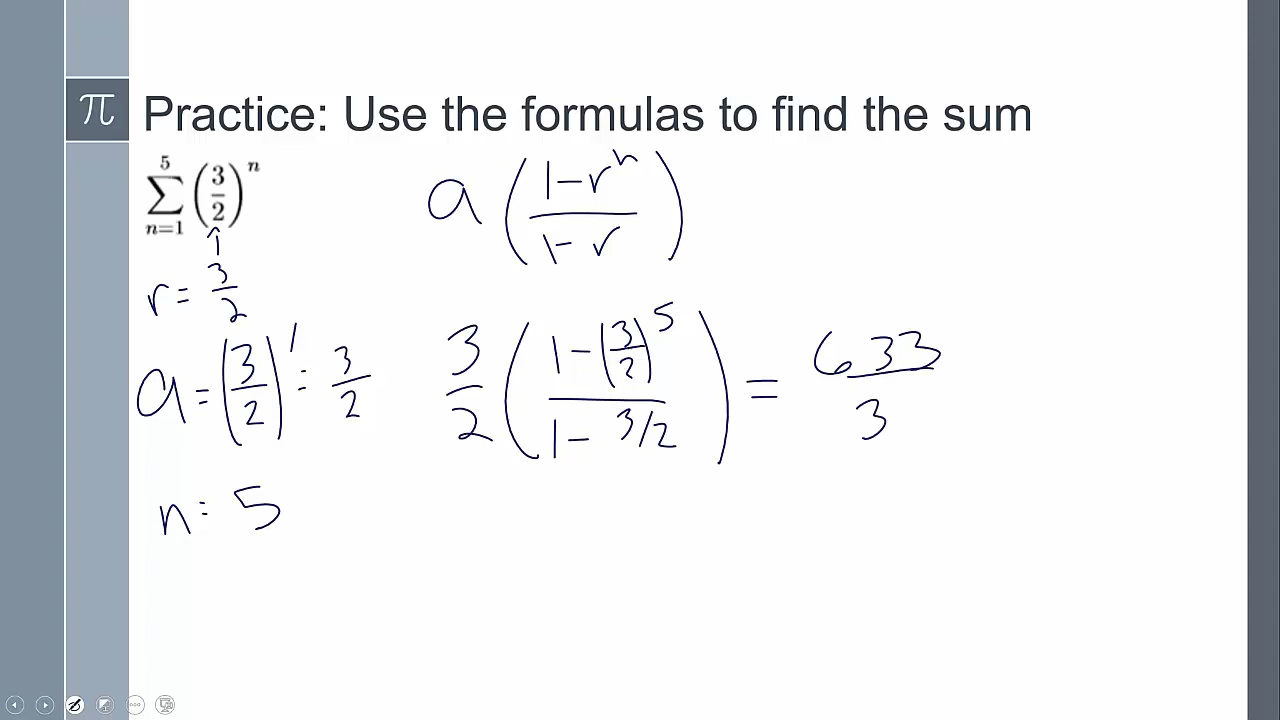 π Practice: Use the formulas to find the sum
5
∑ (3/2)^n
n=1
a ( (1-r^n) / (1-r) )
↑
r = 3/2
a = (3/2)^1 = 3/2
3/2 ( (1-(3/2)^5) / (1-3/2) ) = 633/3
n = 5